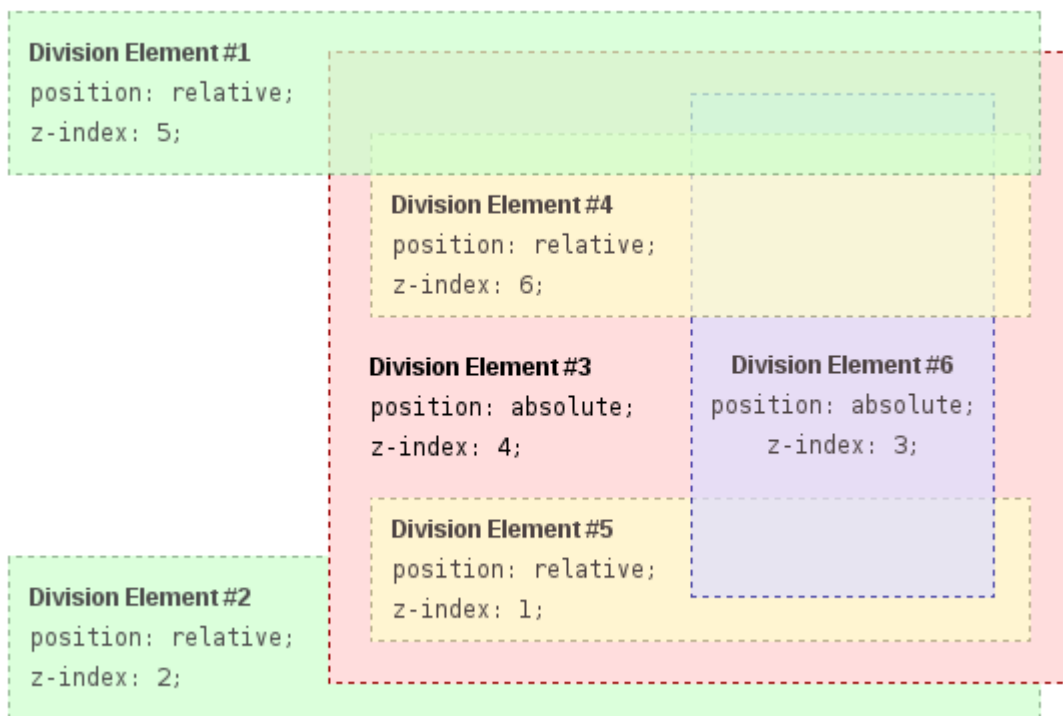 Division Element #1
position: relative;
z-index: 5;
Division Element #4
position: relative;
z-index: 6;
Division Element #3
position: absolute;
z-index: 4;
Division Element #6
position: absolute;
z-index: 3;
Division Element #5
position: relative;
z-index: 1;
Division Element #2
position: relative;
z-index: 2;